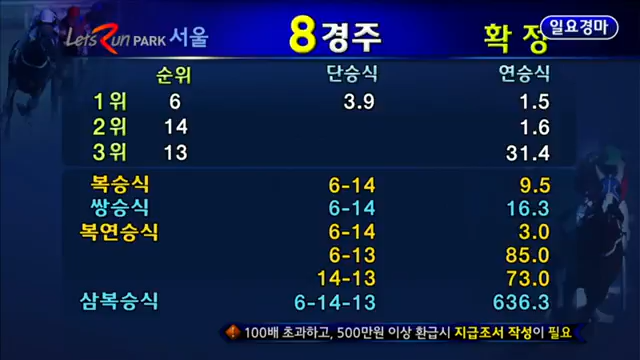 Let'sRun PARK 서울 8경주 확 정 일요경마
순위 단승식 연승식
1위 6 3.9 1.5
2위 14 1.6
3위 13 31.4
복승식 6-14 9.5
쌍승식 6-14 16.3
복연승식 6-14 3.0
6-13 85.0
14-13 73.0
삼복승식 6-14-13 636.3
100배 초과하고, 500만원 이상 환급시 지급조서 작성이 필요